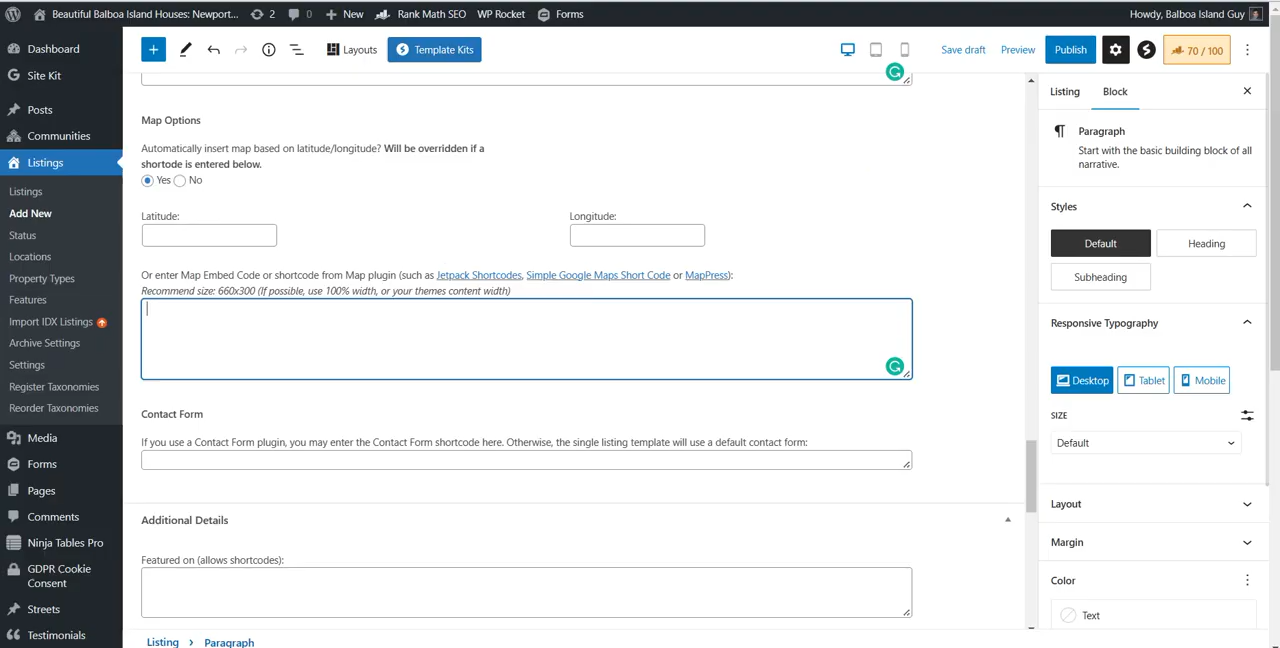 Beautiful Balboa Island Houses: Newport... 2 0 New Rank Math SEO WP Rocket Forms Howdy, Balboa Island Guy
Dashboard
Site Kit
Posts
Communities
Listings
Listings
Add New
Status
Locations
Property Types
Features
Import IDX Listings
Archive Settings
Settings
Register Taxonomies
Reorder Taxonomies
Media
Forms
Pages
Comments
Ninja Tables Pro
GDPR Cookie
Consent
Streets
Testimonials
Layouts Template Kits Save draft Preview Publish 70 / 100
Map Options
Automatically insert map based on latitude/longitude? Will be overridden if a
shortode is entered below.
Yes No
Latitude: Longitude:
Or enter Map Embed Code or shortcode from Map plugin (such as Jetpack Shortcodes, Simple Google Maps Short Code or MapPress):
Recommend size: 660x300 (If possible, use 100% width, or your themes content width)
Contact Form
If you use a Contact Form plugin, you may enter the Contact Form shortcode here. Otherwise, the single listing template will use a default contact form:
Additional Details
Featured on (allows shortcodes):
Listing › Paragraph
Listing Block
Paragraph
Start with the basic building block of all
narrative.
Styles
Default Heading
Subheading
Responsive Typography
Desktop Tablet Mobile
SIZE
Default
Layout
Margin
Color
Text